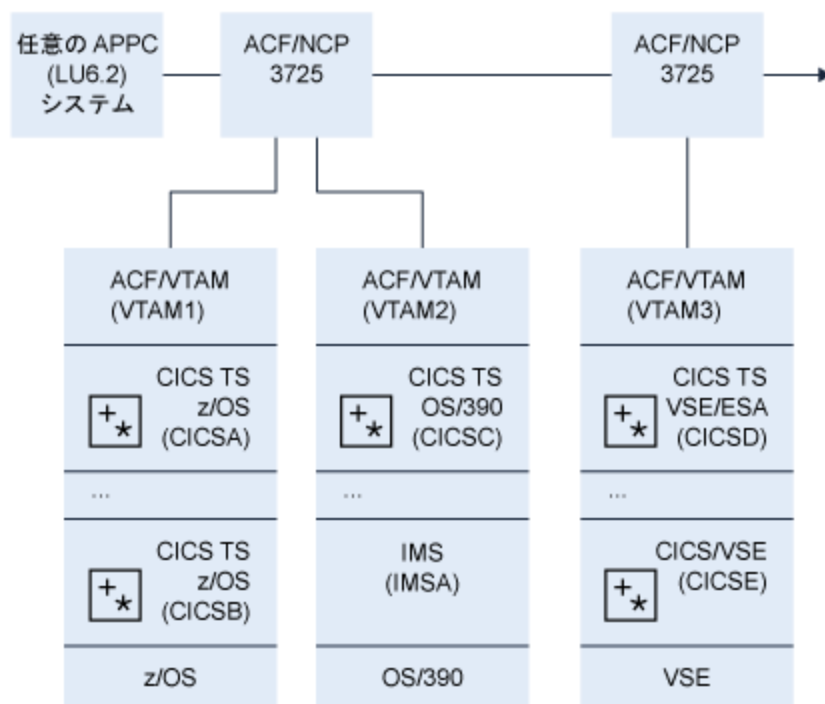 任意の APPC
(LU6.2)
システム
ACF/NCP
3725
ACF/NCP
3725
ACF/VTAM
(VTAM1)
CICS TS
z/OS
(CICSA)
+
*
...
CICS TS
z/OS
(CICSB)
+
*
z/OS
ACF/VTAM
(VTAM2)
CICS TS
OS/390
(CICSC)
+
*
...
IMS
(IMSA)
OS/390
ACF/VTAM
(VTAM3)
CICS TS
VSE/ESA
(CICSD)
+
*
...
CICS/VSE
(CICSE)
+
*
VSE